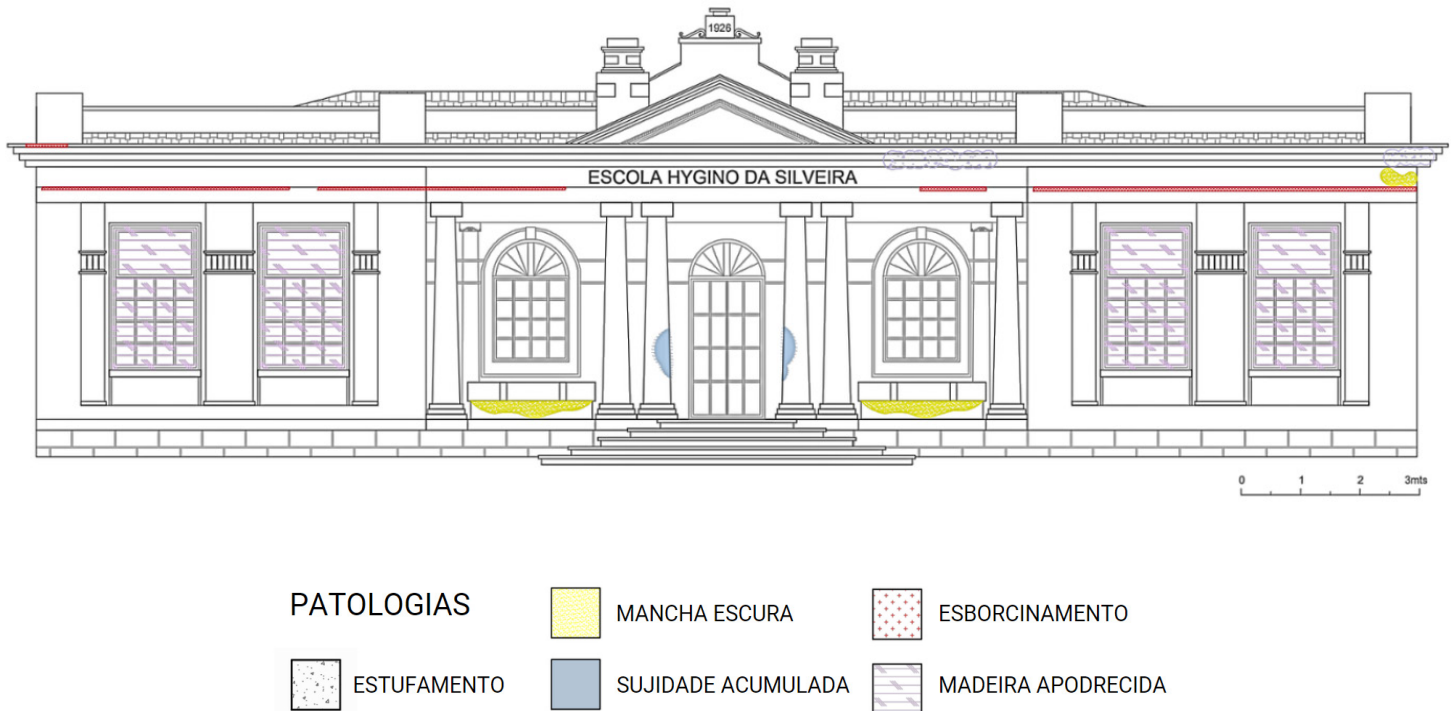 1926
ESCOLA HYGINO DA SILVEIRA
0 1 2 3mts
PATOLOGIAS
MANCHA ESCURA
ESBORCINAMENTO
ESTUFAMENTO
SUJIDADE ACUMULADA
MADEIRA APODRECIDA